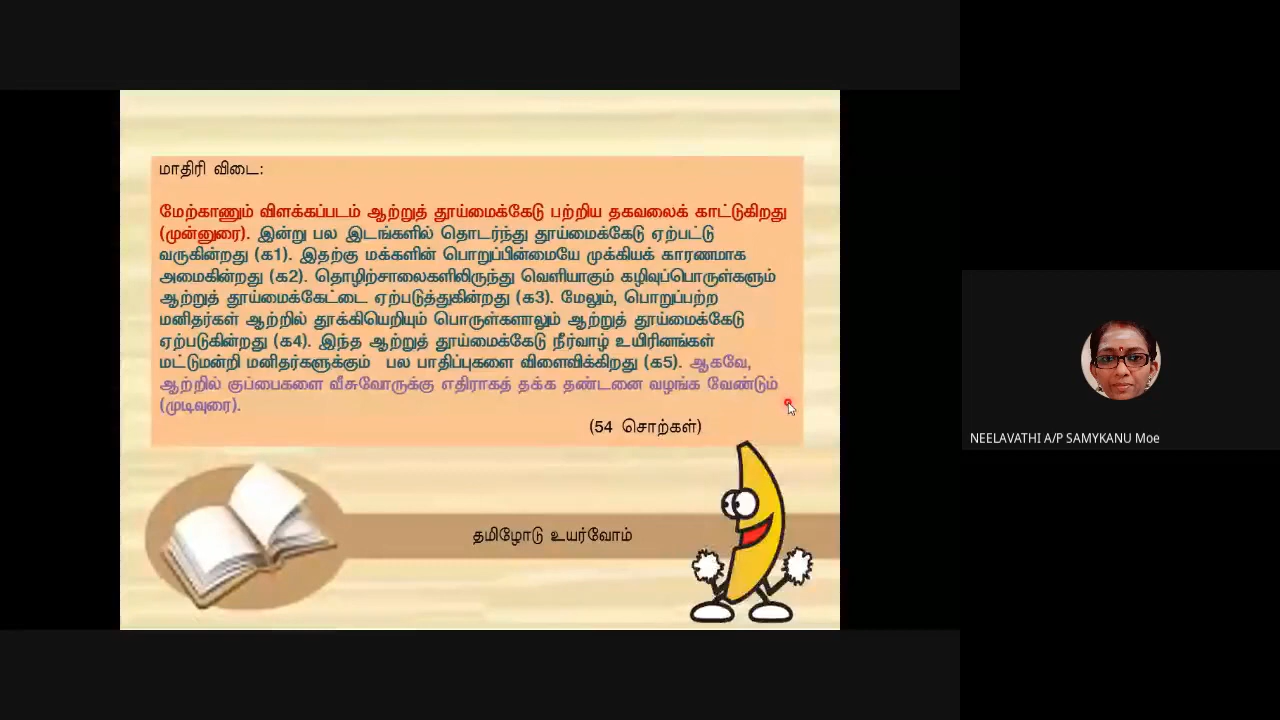 மாதிரி விடை:
மேற்காணும் விளக்கப்படம் ஆற்றுத் தூய்மைக்கேடு பற்றிய தகவலைக் காட்டுகிறது
(முன்னுரை). இன்று பல இடங்களில் தொடர்ந்து தூய்மைக்கேடு ஏற்பட்டு
வருகின்றது (க1). இதற்கு மக்களின் பொறுப்பின்மையே முக்கியக் காரணமாக
அமைகின்றது (க2). தொழிற்சாலைகளிலிருந்து வெளியாகும் கழிவுப்பொருள்களும்
ஆற்றுத் தூய்மைக்கேட்டை ஏற்படுத்துகின்றது (க3). மேலும், பொறுப்பற்ற
மனிதர்கள் ஆற்றில் தூக்கியெறியும் பொருள்களாலும் ஆற்றுத் தூய்மைக்கேடு
ஏற்படுகின்றது (க4). இந்த ஆற்றுத் தூய்மைக்கேடு நீர்வாழ் உயிரினங்கள்
மட்டுமன்றி மனிதர்களுக்கும் பல பாதிப்புகளை விளைவிக்கிறது (க5). ஆகவே,
ஆற்றில் குப்பைகளை வீசுவோருக்கு எதிராகத் தக்க தண்டனை வழங்க வேண்டும்
(முடிவுரை).
(54 சொற்கள்)
தமிழோடு உயர்வோம்
NEELAVATHI A/P SAMYKANU Moe